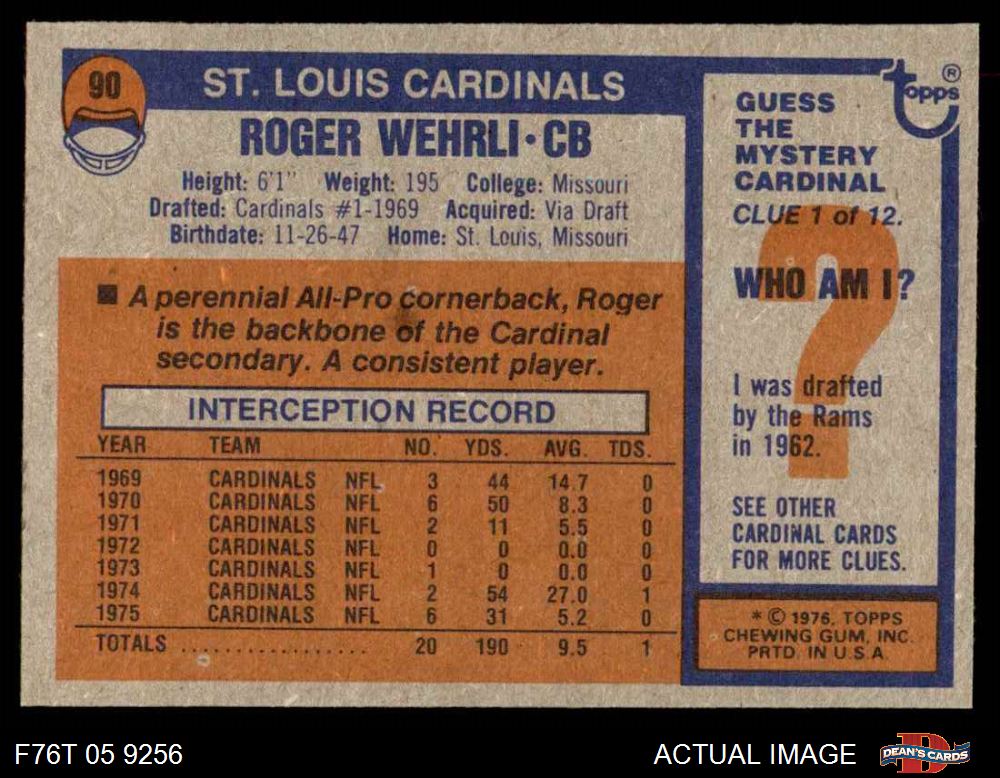 90
ST. LOUIS CARDINALS
ROGER WEHRLI•CB
Height: 6'1" Weight: 195 College: Missouri
Drafted: Cardinals #1-1969 Acquired: Via Draft
Birthdate: 11-26-47 Home: St. Louis, Missouri
■ A perennial All-Pro cornerback, Roger
is the backbone of the Cardinal
secondary. A consistent player.
INTERCEPTION RECORD
YEAR TEAM NO. YDS. AVG. TDS.
1969 CARDINALS NFL 3 44 14.7 0
1970 CARDINALS NFL 6 50 8.3 0
1971 CARDINALS NFL 2 11 5.5 0
1972 CARDINALS NFL 0 0 0.0 0
1973 CARDINALS NFL 1 0 0.0 0
1974 CARDINALS NFL 2 54 27.0 1
1975 CARDINALS NFL 6 31 5.2 0
TOTALS .................. 20 190 9.5 1
topps®
GUESS
THE
MYSTERY
CARDINAL
CLUE 1 of 12.
?
WHO AM I?
I was drafted
by the Rams
in 1962.
SEE OTHER
CARDINAL CARDS
FOR MORE CLUES.
* © 1976. TOPPS
CHEWING GUM, INC.
PRTD. IN U.S.A.
F76T 05 9256
ACTUAL IMAGE
DEAN'S CARDS